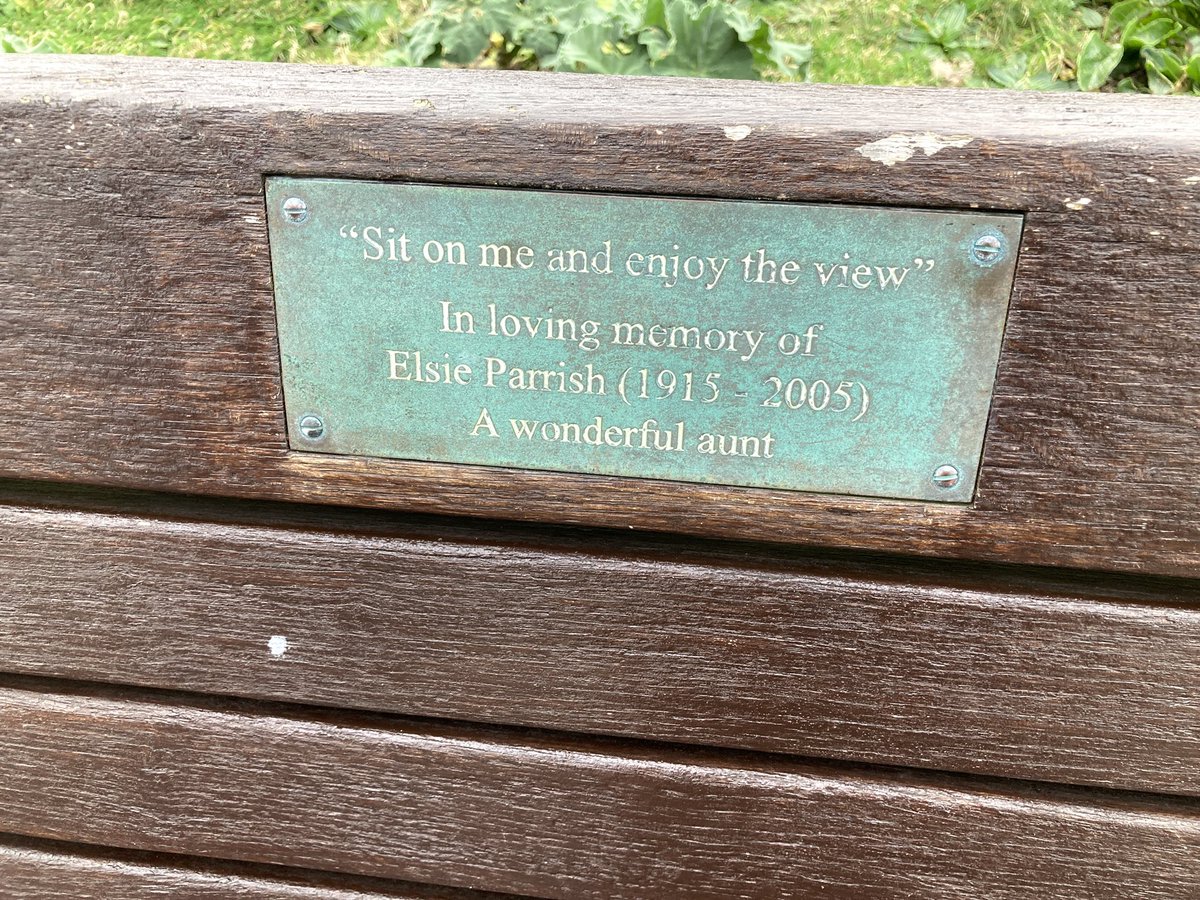 “Sit on me and enjoy the view”
In loving memory of
Elsie Parrish (1915 - 2005)
A wonderful aunt